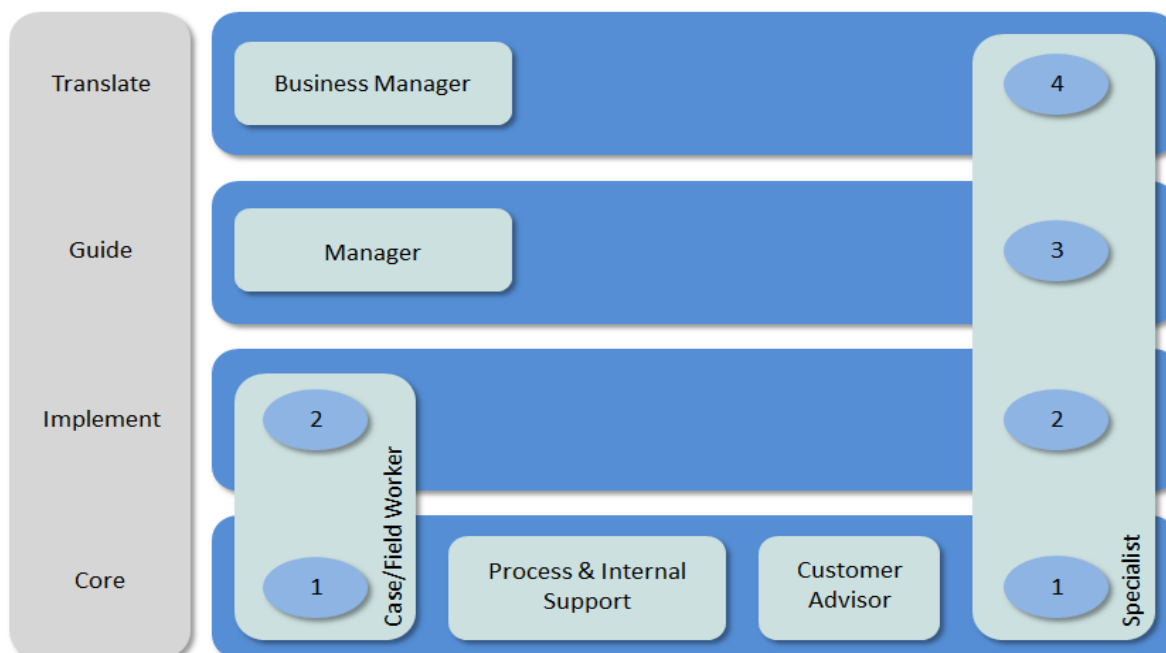 Translate
Business Manager
4
Guide
Manager
3
Implement
2
2
Case/Field Worker
Core
1
Process & Internal
Support
Customer
Advisor
1
Specialist